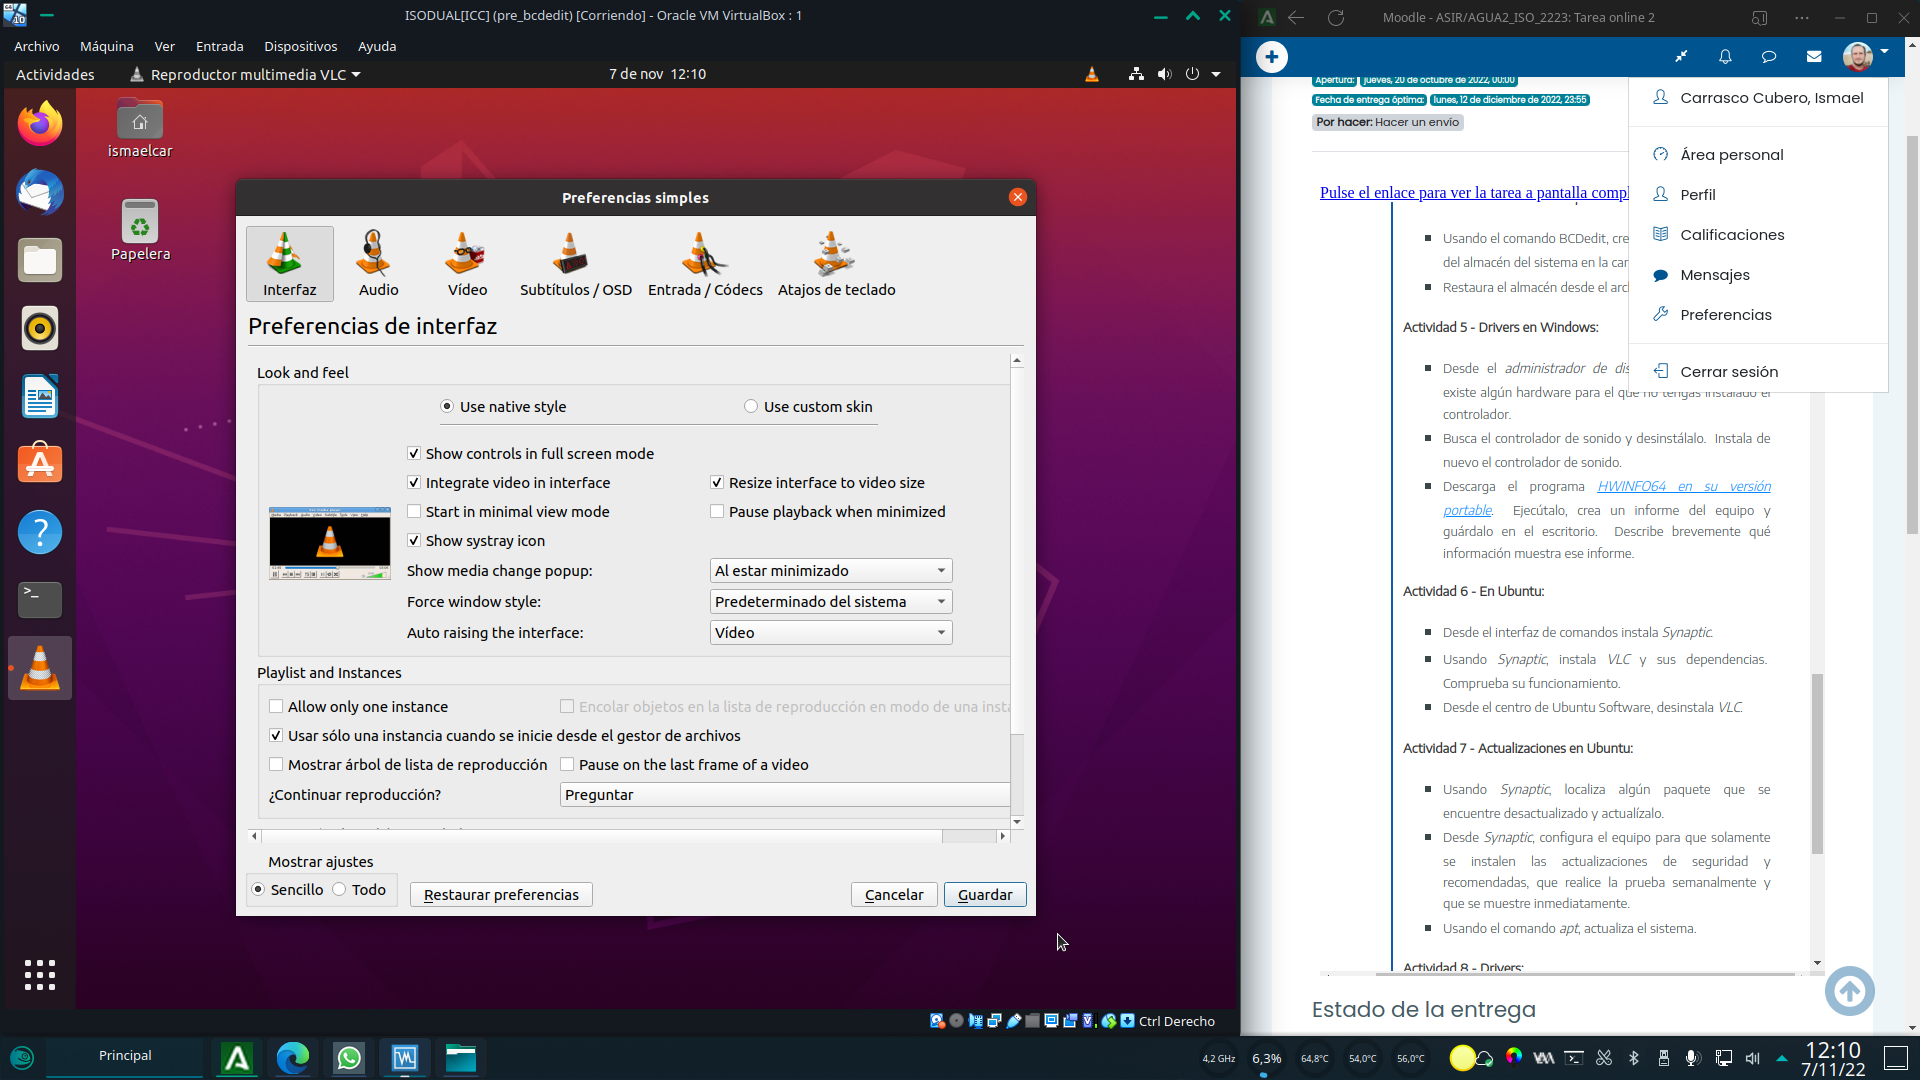 ISODUAL[ICC] (pre_bcdedit) [Corriendo] - Oracle VM VirtualBox : 1
Archivo Máquina Ver Entrada Dispositivos Ayuda
Actividades Reproductor multimedia VLC 7 de nov 12:10
ismaelcar
Papelera
Preferencias simples
Interfaz Audio Vídeo Subtítulos / OSD Entrada / Códecs Atajos de teclado
Preferencias de interfaz
Look and feel
Use native style Use custom skin
Show controls in full screen mode
Integrate video in interface Resize interface to video size
Start in minimal view mode Pause playback when minimized
Show systray icon
Show media change popup: Al estar minimizado
Force window style: Predeterminado del sistema
Auto raising the interface: Vídeo
Playlist and Instances
Allow only one instance Encolar objetos en la lista de reproducción en modo de una insta
Usar sólo una instancia cuando se inicie desde el gestor de archivos
Mostrar árbol de lista de reproducción Pause on the last frame of a video
¿Continuar reproducción? Preguntar
Mostrar ajustes
Sencillo Todo Restaurar preferencias Cancelar Guardar
Ctrl Derecho
Moodle - ASIR/AGUA2_ISO_2223: Tarea online 2
Apertura: jueves, 20 de octubre de 2022, 00:00
Fecha de entrega óptima: lunes, 12 de diciembre de 2022, 23:55
Por hacer: Hacer un envío
Carrasco Cubero, Ismael
Área personal
Perfil
Calificaciones
Mensajes
Preferencias
Cerrar sesión
Pulse el enlace para ver la tarea a pantalla compl
Usando el comando BCDedit, cre
del almacén del sistema en la car
Restaura el almacén desde el arc
Actividad 5 - Drivers en Windows:
Desde el administrador de dis
existe algún hardware para el que no tengas instalado el
controlador.
Busca el controlador de sonido y desinstálalo. Instala de
nuevo el controlador de sonido.
Descarga el programa HWINFO64 en su versión
portable. Ejecútalo, crea un informe del equipo y
guárdalo en el escritorio. Describe brevemente qué
información muestra ese informe.
Actividad 6 - En Ubuntu:
Desde el interfaz de comandos instala Synaptic.
Usando Synaptic, instala VLC y sus dependencias.
Comprueba su funcionamiento.
Desde el centro de Ubuntu Software, desinstala VLC.
Actividad 7 - Actualizaciones en Ubuntu:
Usando Synaptic, localiza algún paquete que se
encuentre desactualizado y actualízalo.
Desde Synaptic, configura el equipo para que solamente
se instalen las actualizaciones de seguridad y
recomendadas, que realice la prueba semanalmente y
que se muestre inmediatamente.
Usando el comando apt, actualiza el sistema.
Actividad 8 - Drivers:
Estado de la entrega
Principal
4,2 GHz 6,3% 64,8°C 54,0°C 56,0°C
12:10
7/11/22